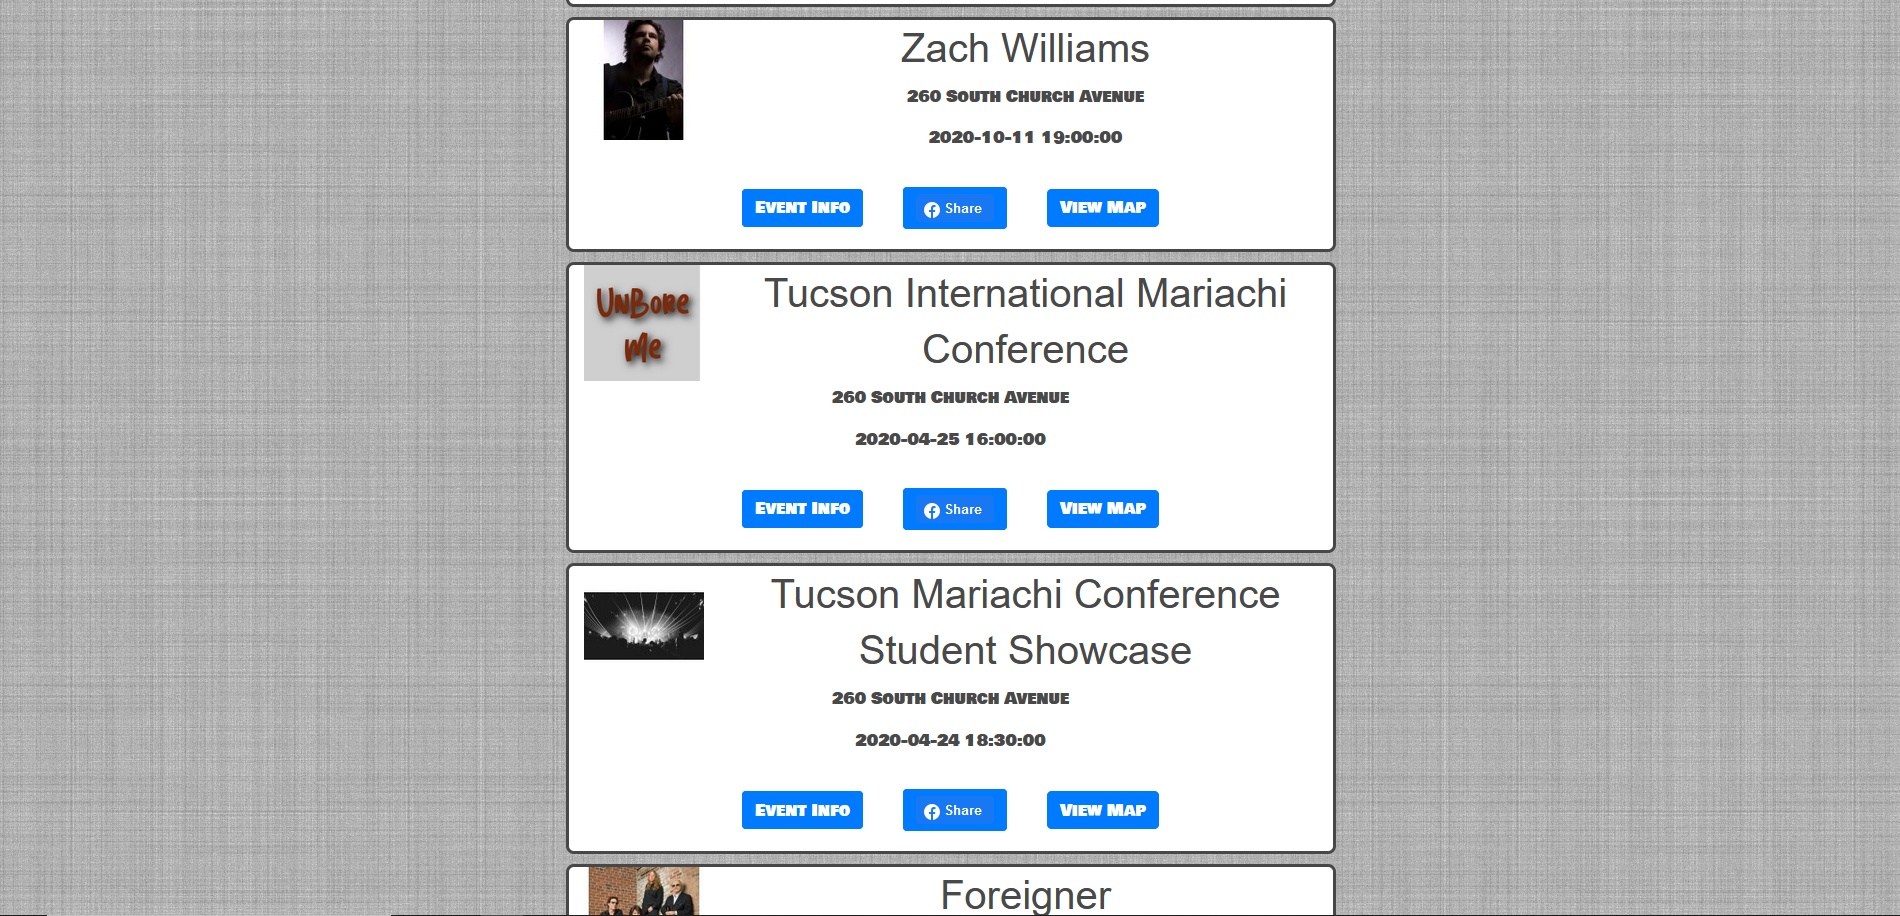 Zach Williams
260 South Church Avenue
2020-10-11 19:00:00
Event Info
Share
View Map
UnBore
Me
Tucson International Mariachi
Conference
260 South Church Avenue
2020-04-25 16:00:00
Event Info
Share
View Map
Tucson Mariachi Conference
Student Showcase
260 South Church Avenue
2020-04-24 18:30:00
Event Info
Share
View Map
Foreigner